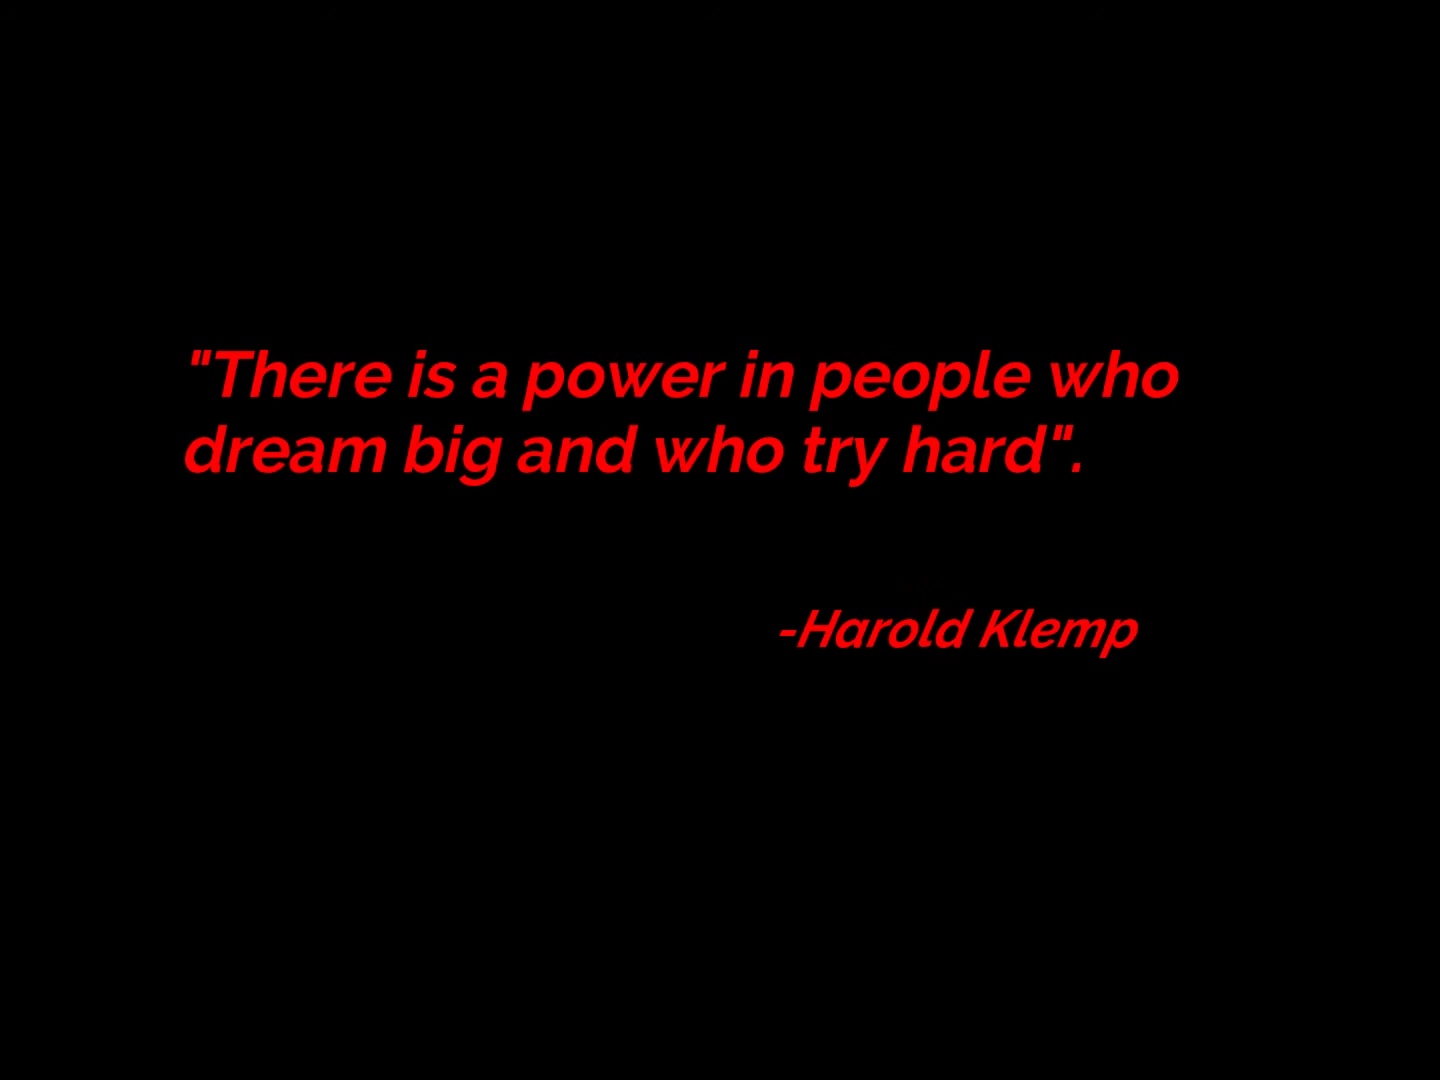 "There is a power in people who
dream big and who try hard".
-Harold Klemp